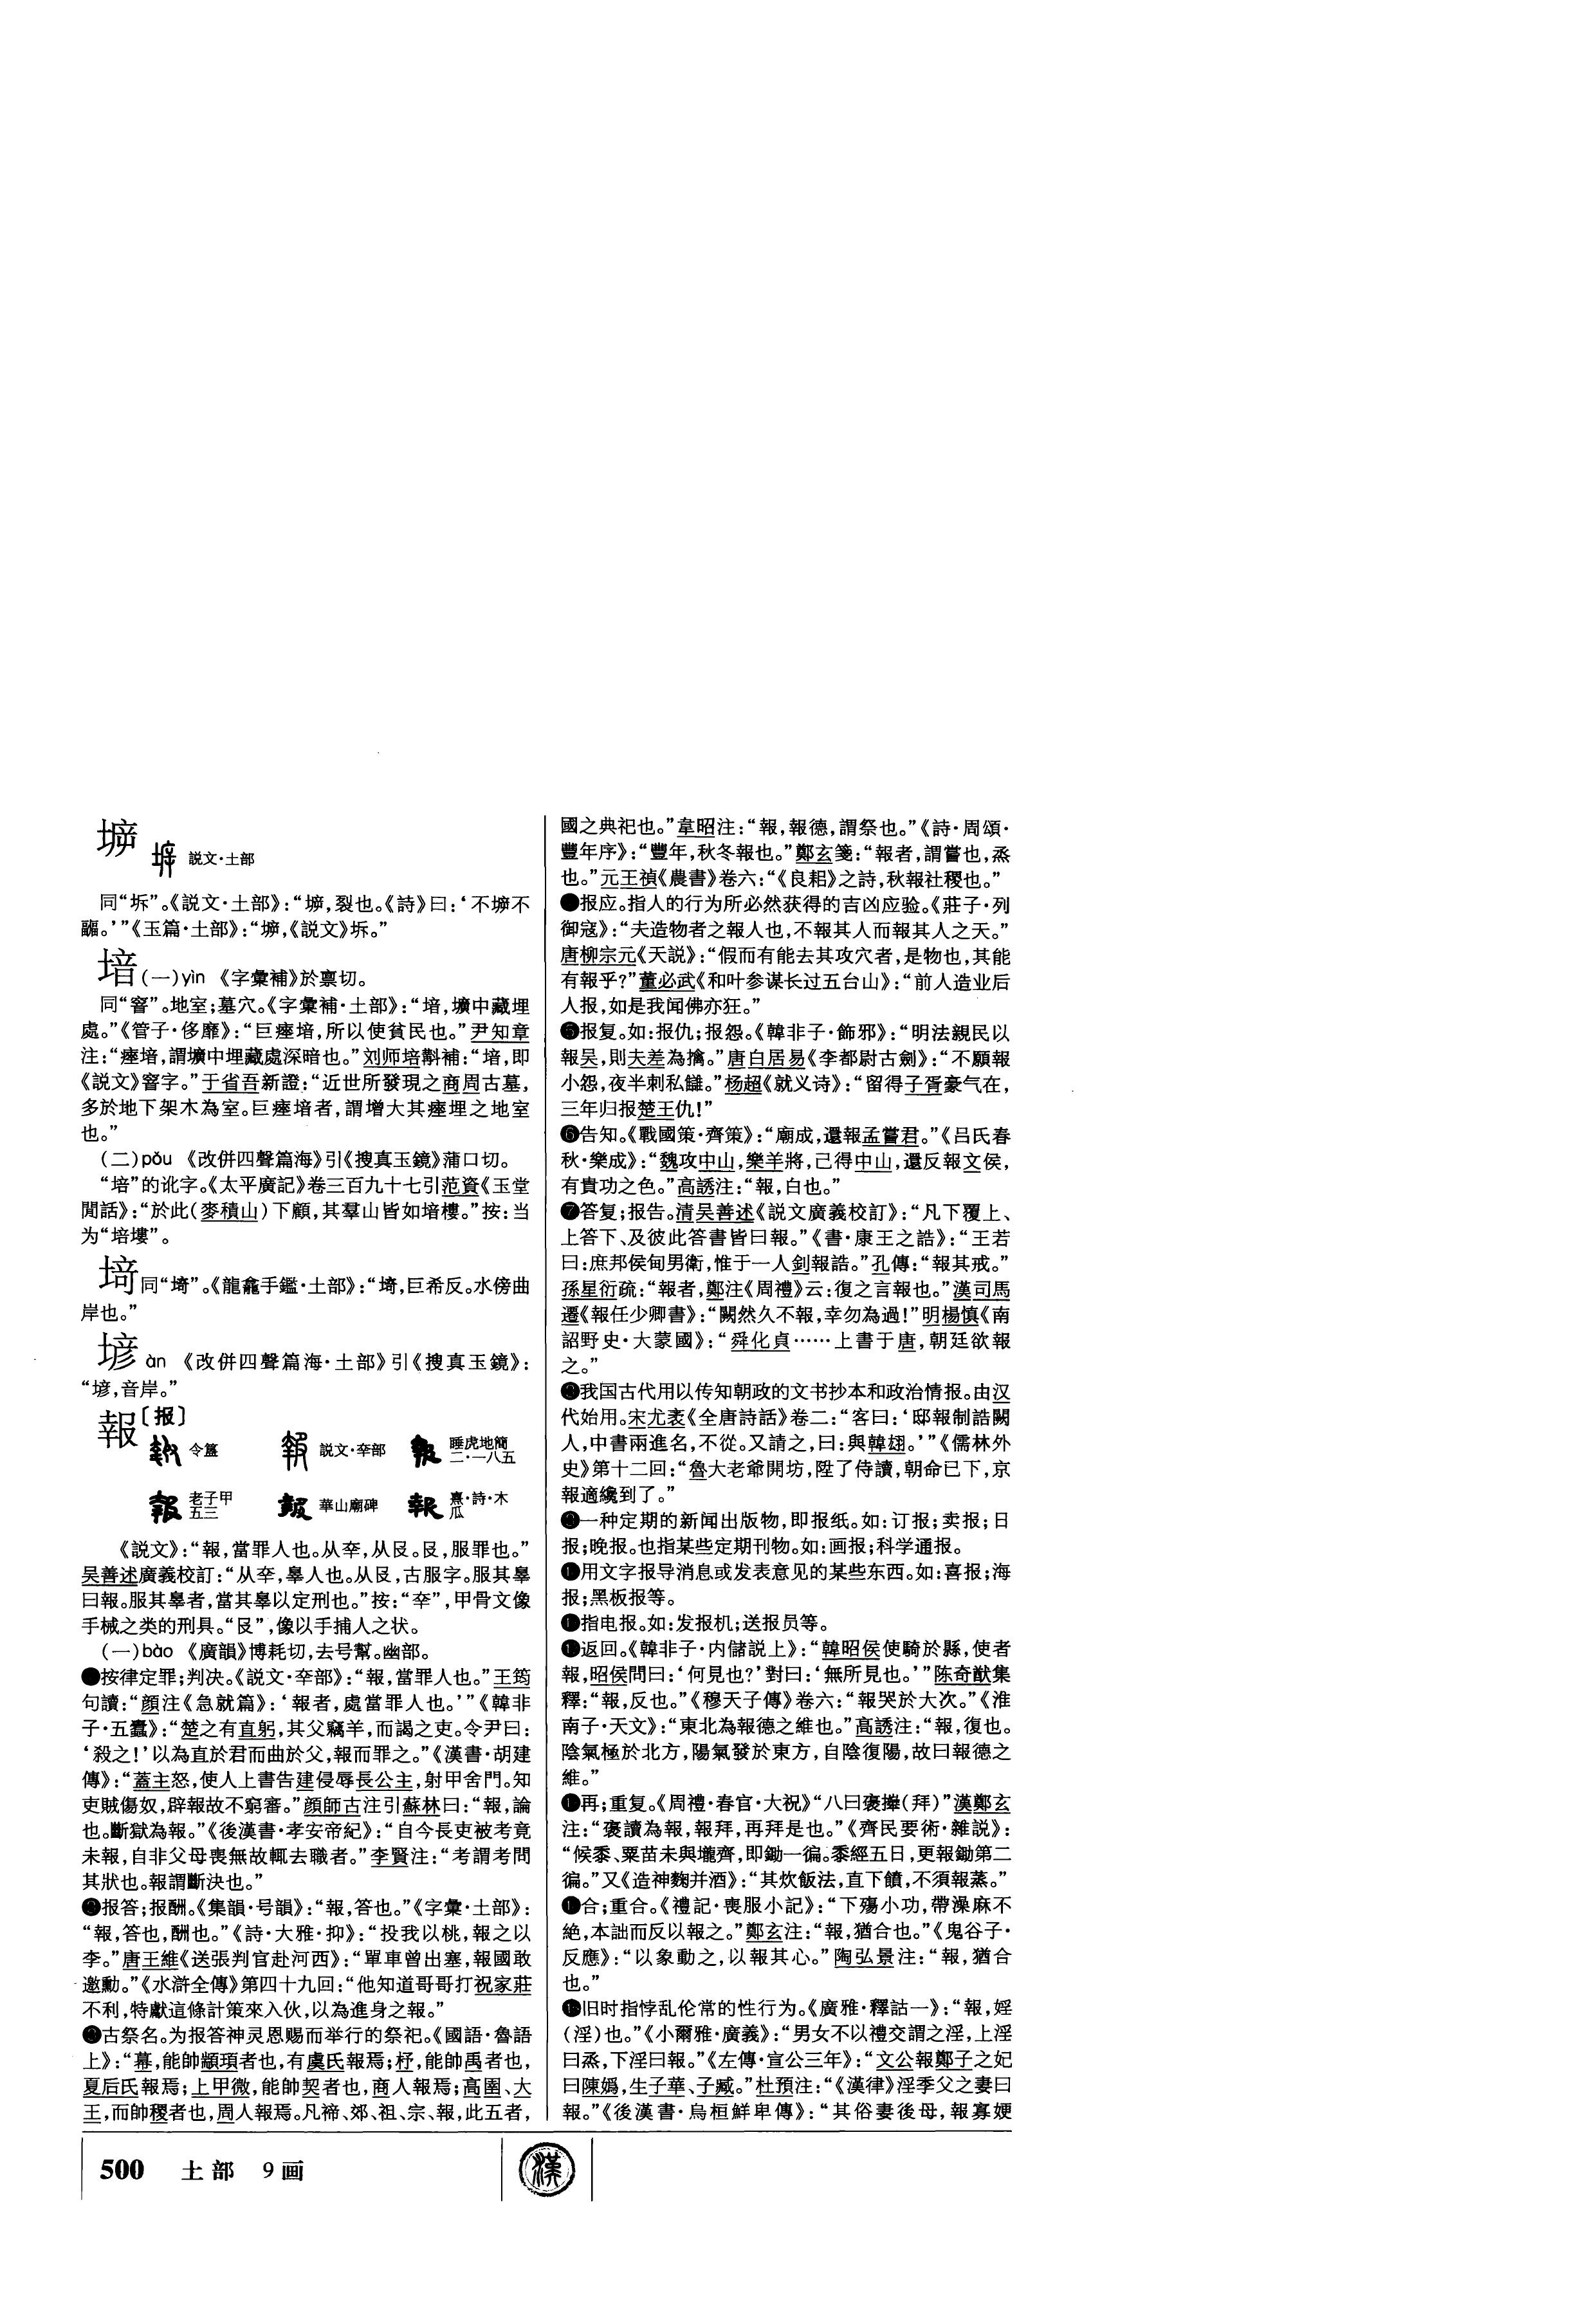 㙤 説文·土部
同“坼”。《説文·土部》：“㙤，裂也。《詩》曰：‘不㙤不
疈。’”《玉篇·土部》：“㙤，《説文》坼。”
堷(一)yìn 《字彙補》於禀切。
同“窨”。地室；墓穴。《字彙補·土部》：“堷，壙中藏埋
處。”《管子·侈靡》：“巨瘞堷，所以使貧民也。”尹知章
注：“瘞堷，謂壙中埋藏處深暗也。”刘师培斠補：“堷，即
《説文》窨字。”于省吾新證：“近世所發現之商周古墓，
多於地下架木為室。巨瘞堷者，謂增大其瘞埋之地室
也。”
(二)pǒu 《改併四聲篇海》引《搜真玉鏡》蒲口切。
“培”的讹字。《太平廣記》卷三百九十七引范資《玉堂
閒話》：“於此(麥積山)下顧，其羣山皆如堷樓。”按：当
为“培塿”。
同“埼”。《龍龕手鑑·土部》：“，巨希反。水傍曲
岸也。”
àn 《改併四聲篇海·土部》引《搜真玉鏡》：
“，音岸。”
報〔报〕
令簋 説文·㚔部 睡虎地簡二·一八五
老子甲五三 華山廟碑 熹·詩·木瓜
《説文》：“報，當罪人也。从㚔，从𠬝。𠬝，服罪也。”
吴善述廣義校訂：“从㚔，辠人也。从𠬝，古服字。服其辠
曰報。服其辠者，當其辠以定刑也。”按：“㚔”，甲骨文像
手械之类的刑具。“𠬝”，像以手捕人之状。
(一)bào 《廣韻》博耗切，去号幫。幽部。
●按律定罪；判决。《説文·㚔部》：“報，當罪人也。”王筠
句讀：“顔注《急就篇》：‘報者，處當罪人也。’”《韓非
子·五蠹》：“楚之有直躬，其父竊羊，而謁之吏。令尹曰：
‘殺之！’以為直於君而曲於父，報而罪之。”《漢書·胡建
傳》：“蓋主怒，使人上書告建侵辱長公主，射甲舍門。知
吏賊傷奴，辟報故不窮審。”顔師古注引蘇林曰：“報，論
也。斷獄為報。”《後漢書·孝安帝紀》：“自今長吏被考竟
未報，自非父母喪無故輒去職者。”李賢注：“考謂考問
其狀也。報謂斷決也。”
❷报答；报酬。《集韻·号韻》：“報，答也。”《字彙·土部》：
“報，答也，酬也。”《詩·大雅·抑》：“投我以桃，報之以
李。”唐王維《送張判官赴河西》：“單車曾出塞，報國敢
邀勳。”《水滸全傳》第四十九回：“他知道哥哥打祝家莊
不利，特獻這條計策來入伙，以為進身之報。”
❸古祭名。为报答神灵恩赐而举行的祭祀。《國語·魯語
上》：“幕，能帥顓頊者也，有虞氏報焉；杼，能帥禹者也，
夏后氏報焉；上甲微，能帥契者也，商人報焉；高圉、大
王，而帥稷者也，周人報焉。凡禘、郊、祖、宗、報，此五者，
國之典祀也。”韋昭注：“報，報德，謂祭也。”《詩·周頌·
豐年序》：“豐年，秋冬報也。”鄭玄箋：“報者，謂嘗也，烝
也。”元王禎《農書》卷六：“《良耜》之詩，秋報社稷也。”
●报应。指人的行为所必然获得的吉凶应验。《莊子·列
御寇》：“夫造物者之報人也，不報其人而報其人之天。”
唐柳宗元《天説》：“假而有能去其攻穴者，是物也，其能
有報乎？”董必武《和叶参谋长过五台山》：“前人造业后
人报，如是我闻佛亦狂。”
❺报复。如：报仇；报怨。《韓非子·飾邪》：“明法親民以
報吴，則夫差為擒。”唐白居易《李都尉古劍》：“不願報
小怨，夜半刺私讎。”杨超《就义诗》：“留得子胥豪气在，
三年归报楚王仇！”
❻告知。《戰國策·齊策》：“廟成，還報孟嘗君。”《吕氏春
秋·樂成》：“魏攻中山，樂羊將，已得中山，還反報文侯，
有貴功之色。”高誘注：“報，白也。”
❼答复；报告。清吴善述《説文廣義校訂》：“凡下覆上、
上答下、及彼此答書皆曰報。”《書·康王之誥》：“王若
曰：庶邦侯甸男衛，惟于一人釗報誥。”孔傳：“報其戒。”
孫星衍疏：“報者，鄭注《周禮》云：復之言報也。”漢司馬
遷《報任少卿書》：“闕然久不報，幸勿為過！”明楊慎《南
詔野史·大蒙國》：“舜化貞……上書于唐，朝廷欲報
之。”
❽我国古代用以传知朝政的文书抄本和政治情报。由汉
代始用。宋尤袤《全唐詩話》卷二：“客曰：‘邸報制誥闕
人，中書兩進名，不從。又請之，曰：與韓翃。’”《儒林外
史》第十二回：“魯大老爺開坊，陞了侍讀，朝命已下，京
報適纔到了。”
❾一种定期的新闻出版物，即报纸。如：订报；卖报；日
报；晚报。也指某些定期刊物。如：画报；科学通报。
❿用文字报导消息或发表意见的某些东西。如：喜报；海
报；黑板报等。
⓫指电报。如：发报机；送报员等。
⓬返回。《韓非子·内儲説上》：“韓昭侯使騎於縣，使者
報，昭侯問曰：‘何見也？’對曰：‘無所見也。’”陈奇猷集
釋：“報，反也。”《穆天子傳》卷六：“報哭於大次。”《淮
南子·天文》：“東北為報德之維也。”高誘注：“報，復也。
陰氣極於北方，陽氣發於東方，自陰復陽，故曰報德之
維。”
⓭再；重复。《周禮·春官·大祝》“八曰褒𢷎(拜)”漢鄭玄
注：“褒讀為報，報拜，再拜是也。”《齊民要術·雜説》：
“候黍、粟苗未與壠齊，即鋤一徧。黍經五日，更報鋤第二
徧。”又《造神麴并酒》：“其炊飯法，直下饙，不須報蒸。”
⓮合；重合。《禮記·喪服小記》：“下殤小功，帶澡麻不
絶，本詘而反以報之。”鄭玄注：“報，猶合也。”《鬼谷子·
反應》：“以象動之，以報其心。”陶弘景注：“報，猶合
也。”
⓯旧时指悖乱伦常的性行为。《廣雅·釋詁一》：“報，婬
(淫)也。”《小爾雅·廣義》：“男女不以禮交謂之淫，上淫
曰烝，下淫曰報。”《左傳·宣公三年》：“文公報鄭子之妃
曰陳嬀，生子華、子臧。”杜預注：“《漢律》淫季父之妻曰
報。”《後漢書·烏桓鮮卑傳》：“其俗妻後母，報寡㛮
500 土部 9画 漢